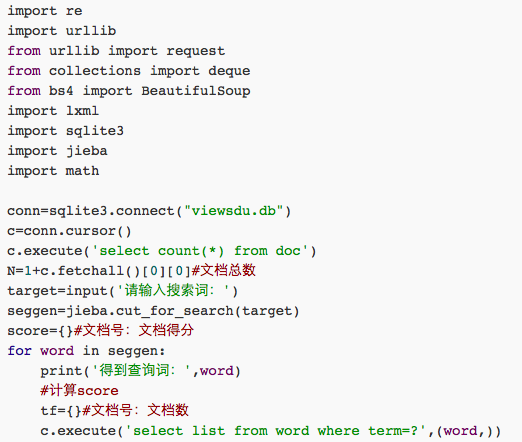 import re
import urllib
from urllib import request
from collections import deque
from bs4 import BeautifulSoup
import lxml
import sqlite3
import jieba
import math

conn=sqlite3.connect("viewsdu.db")
c=conn.cursor()
c.execute('select count(*) from doc')
N=1+c.fetchall()[0][0]#文档总数
target=input('请输入搜索词：')
seggen=jieba.cut_for_search(target)
score={}#文档号：文档得分
for word in seggen:
    print('得到查询词：',word)
    #计算score
    tf={}#文档号：文档数
    c.execute('select list from word where term=?',(word,))